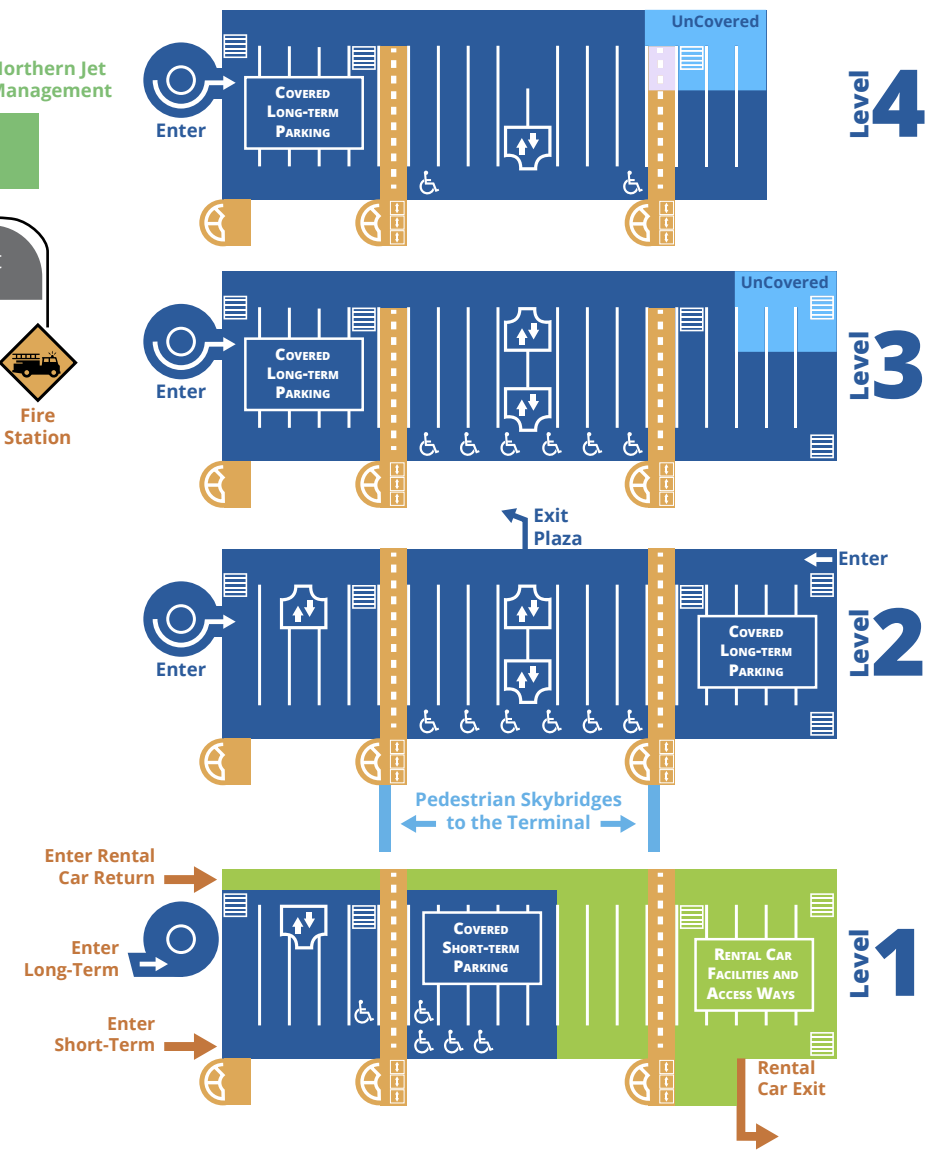 UnCovered
Northern Jet
Management
Enter
Covered
Long-term
Parking
Level 4
UnCovered
Enter
Covered
Long-term
Parking
Level 3
Fire
Station
Exit
Plaza
Enter
Enter
Covered
Long-term
Parking
Level 2
Pedestrian Skybridges
to the Terminal
Enter Rental
Car Return
Enter
Long-Term
Covered
Short-term
Parking
Rental Car
Facilities and
Access Ways
Level 1
Enter
Short-Term
Rental
Car Exit